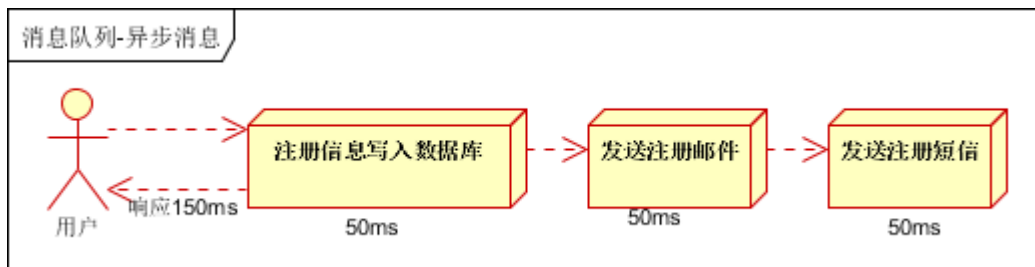 消息队列-异步消息
注册信息写入数据库
发送注册邮件
发送注册短信
响应150ms
用户
50ms
50ms
50ms